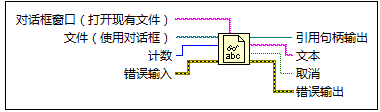 对话框窗口（打开现有文件）
文件（使用对话框）
计数
错误输入
abc
引用句柄输出
文本
取消
错误输出